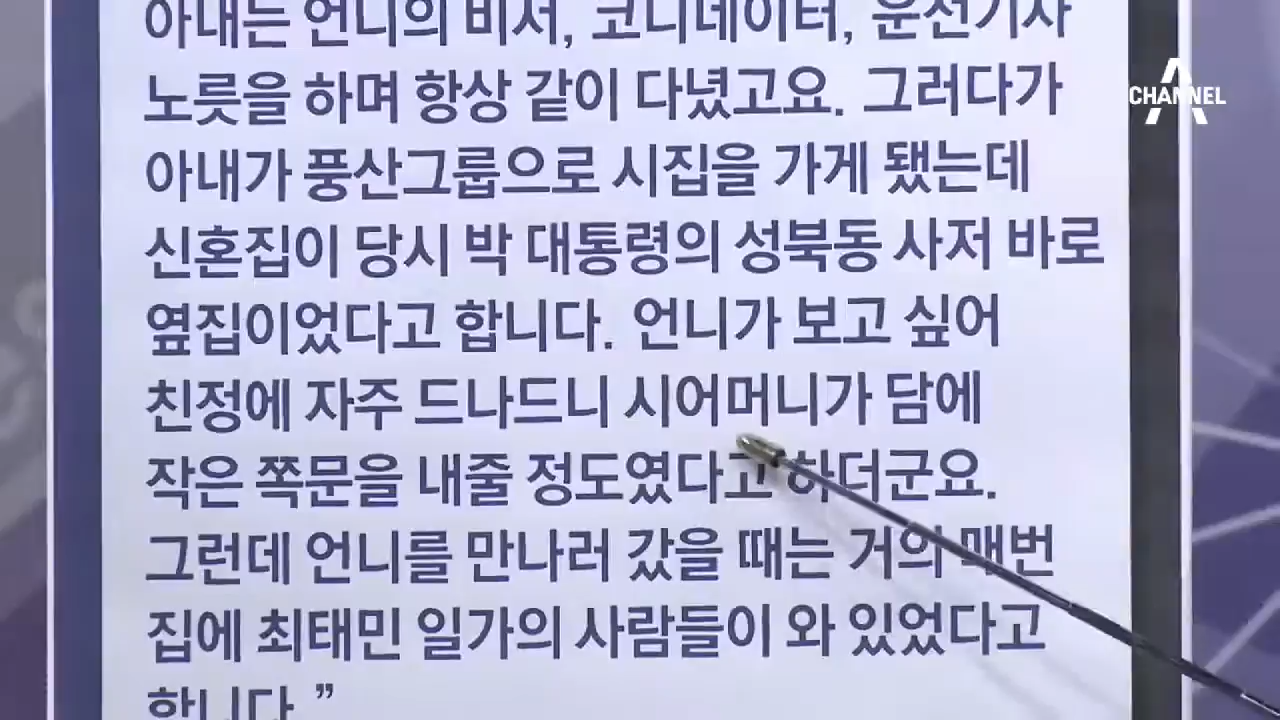 아내는 언니의 비서, 코디네이터, 운전기사
노릇을 하며 항상 같이 다녔고요. 그러다가
아내가 풍산그룹으로 시집을 가게 됐는데
신혼집이 당시 박 대통령의 성북동 사저 바로
옆집이었다고 합니다. 언니가 보고 싶어
친정에 자주 드나드니 시어머니가 담에
작은 쪽문을 내줄 정도였다고 하더군요.
그런데 언니를 만나러 갔을 때는 거의 매번
집에 최태민 일가의 사람들이 와 있었다고
합니다.”
CHANNEL A